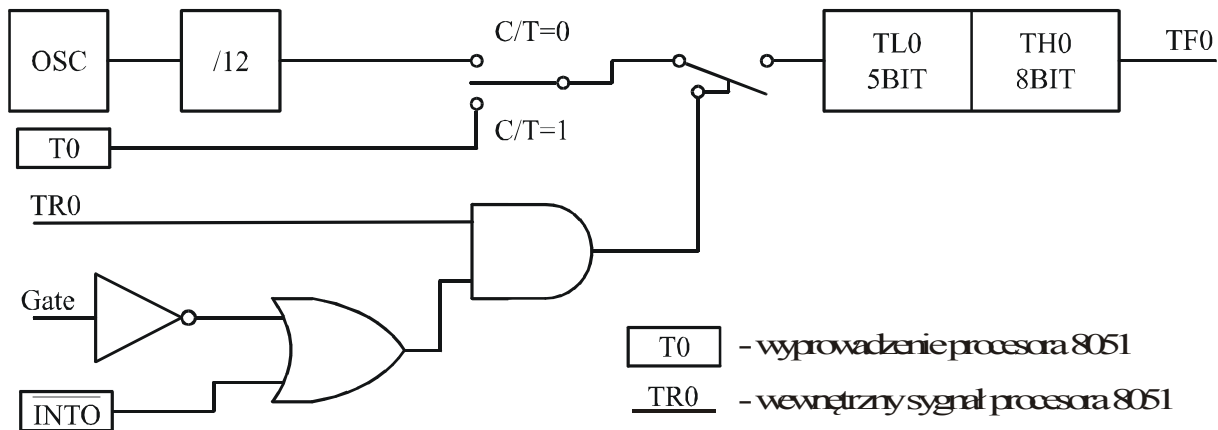 C/T=0
OSC
/12
TL0
5BIT
TH0
8BIT
TF0
C/T=1
T0
TR0
Gate
INTO
T0 - wyprowadzenie procesora 8051
TR0 - wewnętrzny sygnał procesora 8051